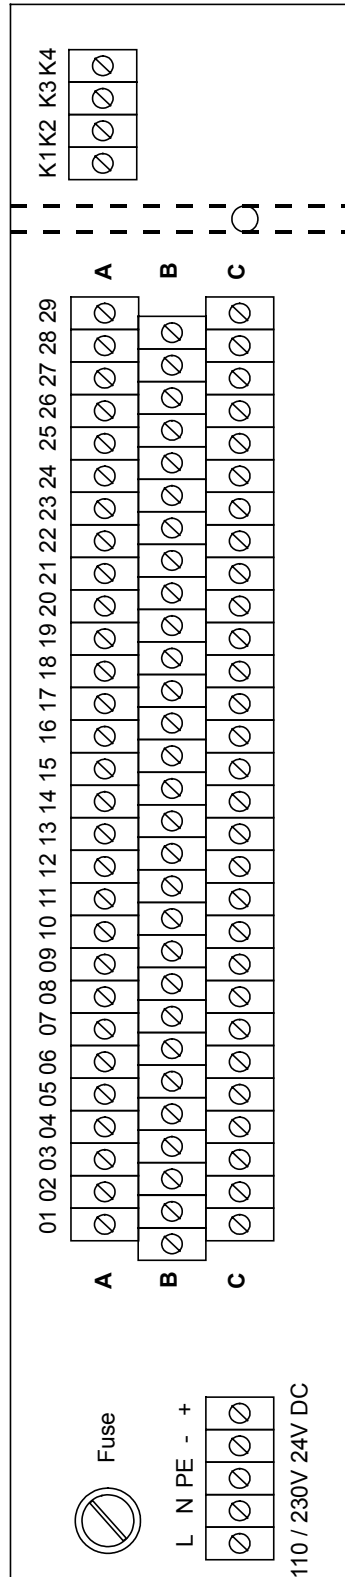 K1 K2 K3 K4
A B C
01 02 03 04 05 06 07 08 09 10 11 12 13 14 15 16 17 18 19 20 21 22 23 24 25 26 27 28 29
A B C
Fuse
L N PE - +
110 / 230V 24V DC